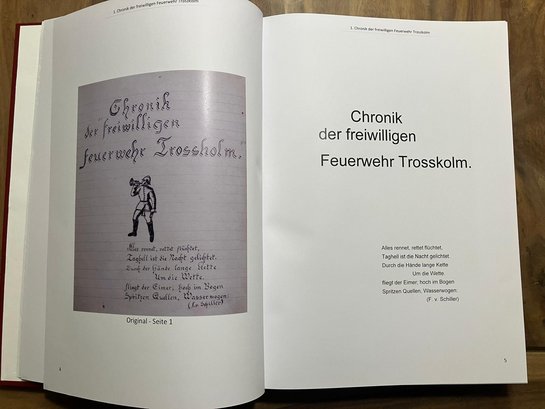 1. Chronik der freiwilligen Feuerwehr Trosskolm
Chronik
der freiwilligen
Feuerwehr Trosskolm.
Alles rennet, rette flüchtet,
Taghell ist die Nacht gelichtet.
Durch der Hände lange Kette
Um die Wette.
fliegt der Eimer, hoch im Bogen
Spritzen Quellen, Wasserwogen.
(Fr. Schiller)
Original - Seite 1
4
1. Chronik der freiwilligen Feuerwehr Trosskolm
Chronik
der freiwilligen
Feuerwehr Trosskolm.
Alles rennet, rettet flüchtet,
Taghell ist die Nacht gelichtet
Durch die Hände lange Kette
Um die Wette.
fliegt der Eimer, hoch im Bogen
Spritzen Quellen, Wasserwogen.
(F. v. Schiller)
5